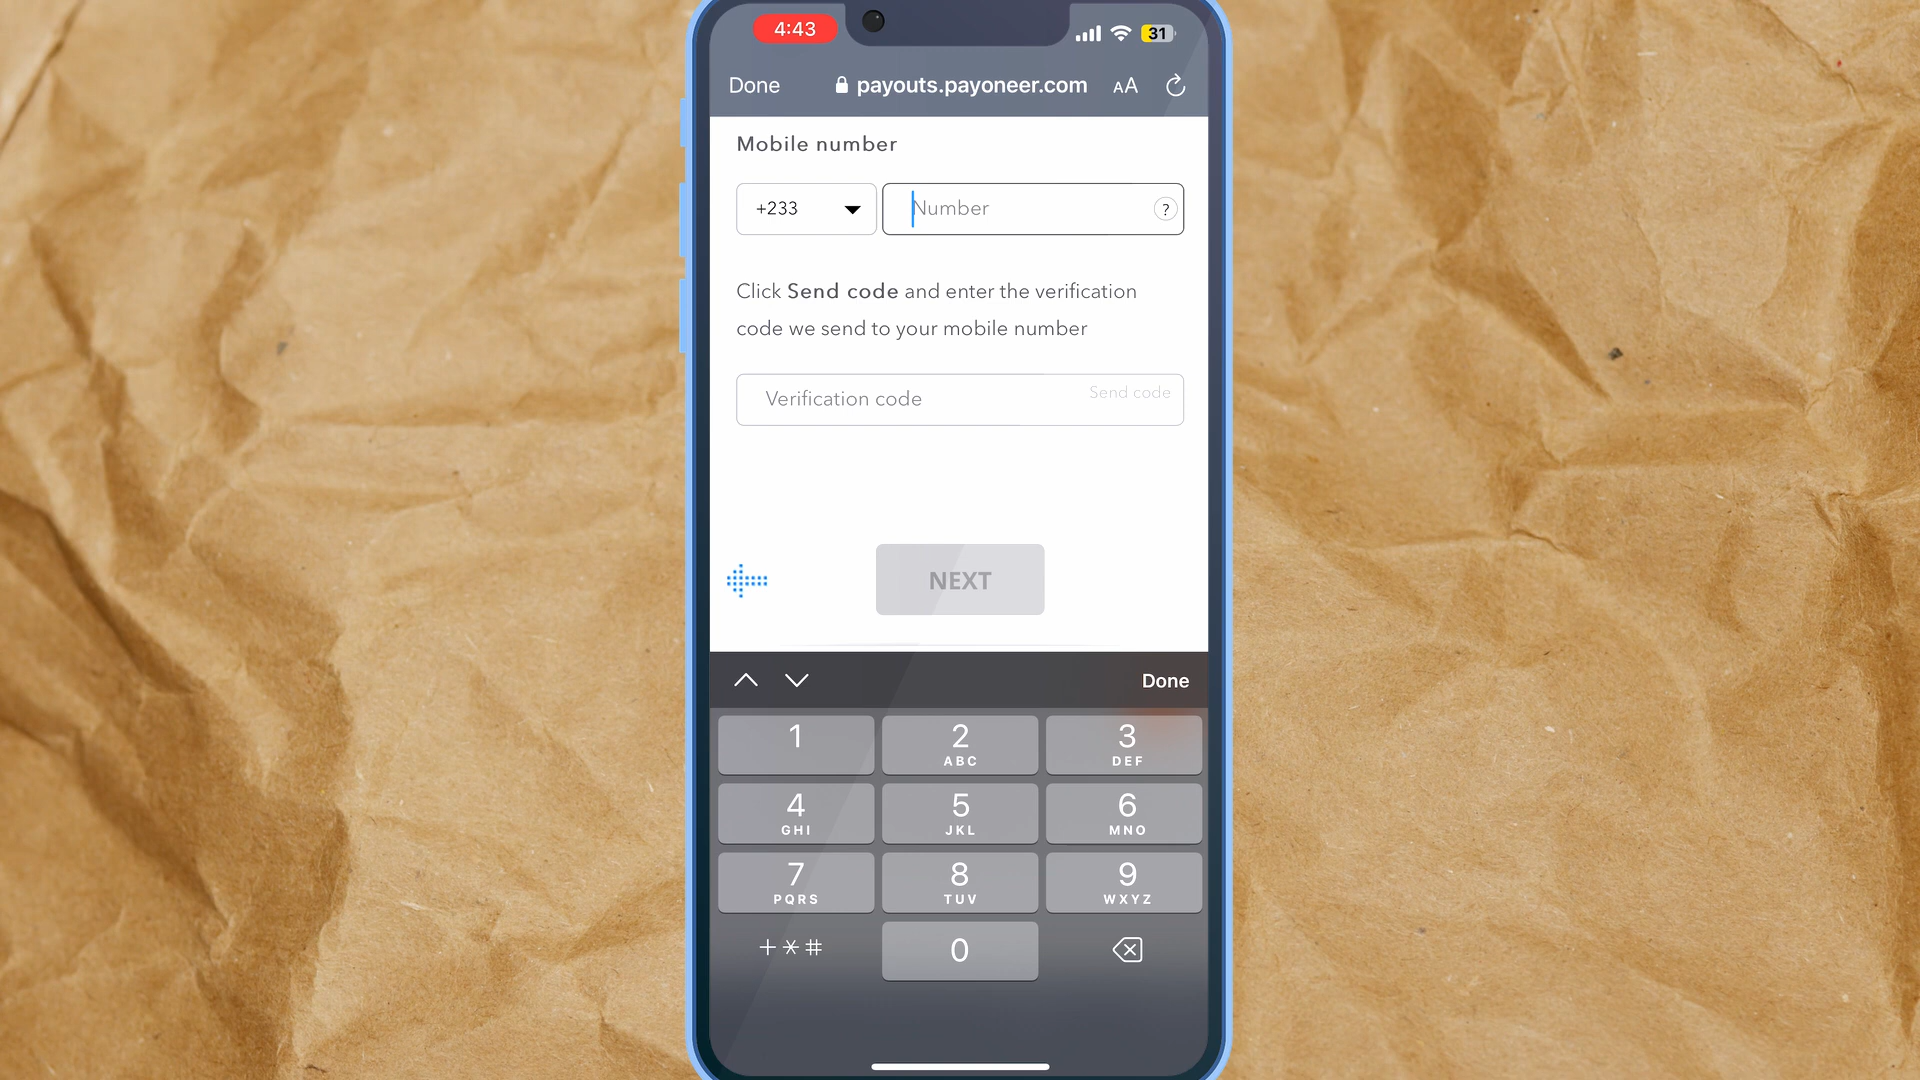 4:43
31
Done payouts.payoneer.com AA
Mobile number
+233 Number ?
Click Send code and enter the verification
code we send to your mobile number
Verification code Send code
NEXT
Done
1 2 3
ABC DEF
4 5 6
GHI JKL MNO
7 8 9
PQRS TUV WXYZ
+*# 0